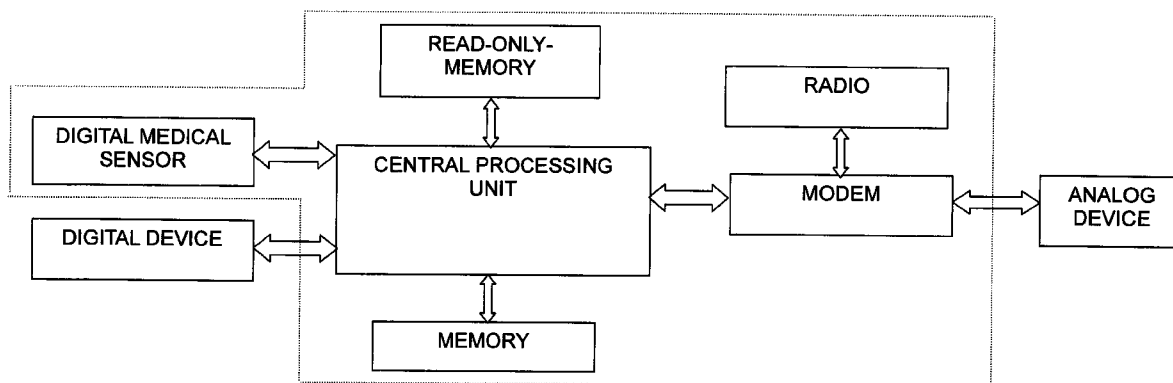 READ-ONLY-
MEMORY
RADIO
DIGITAL MEDICAL
SENSOR
CENTRAL PROCESSING
UNIT
MODEM
ANALOG
DEVICE
DIGITAL DEVICE
MEMORY